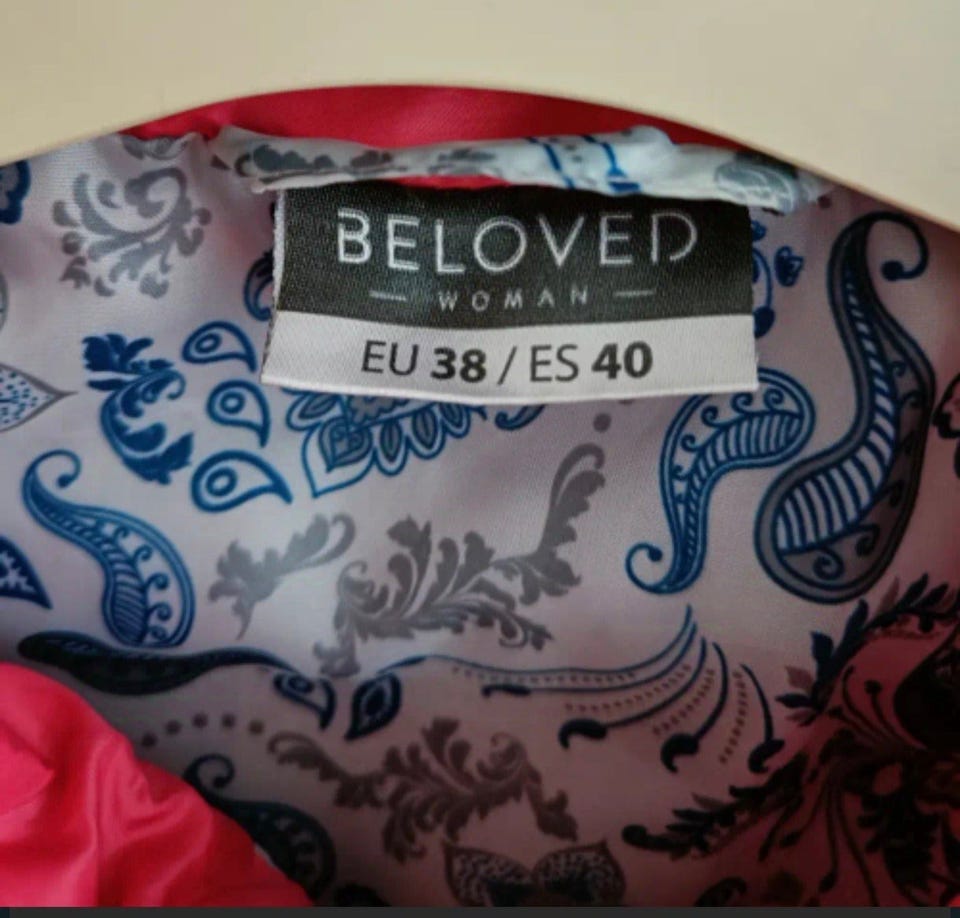 BELOVED
WOMAN
EU 38 / ES 40